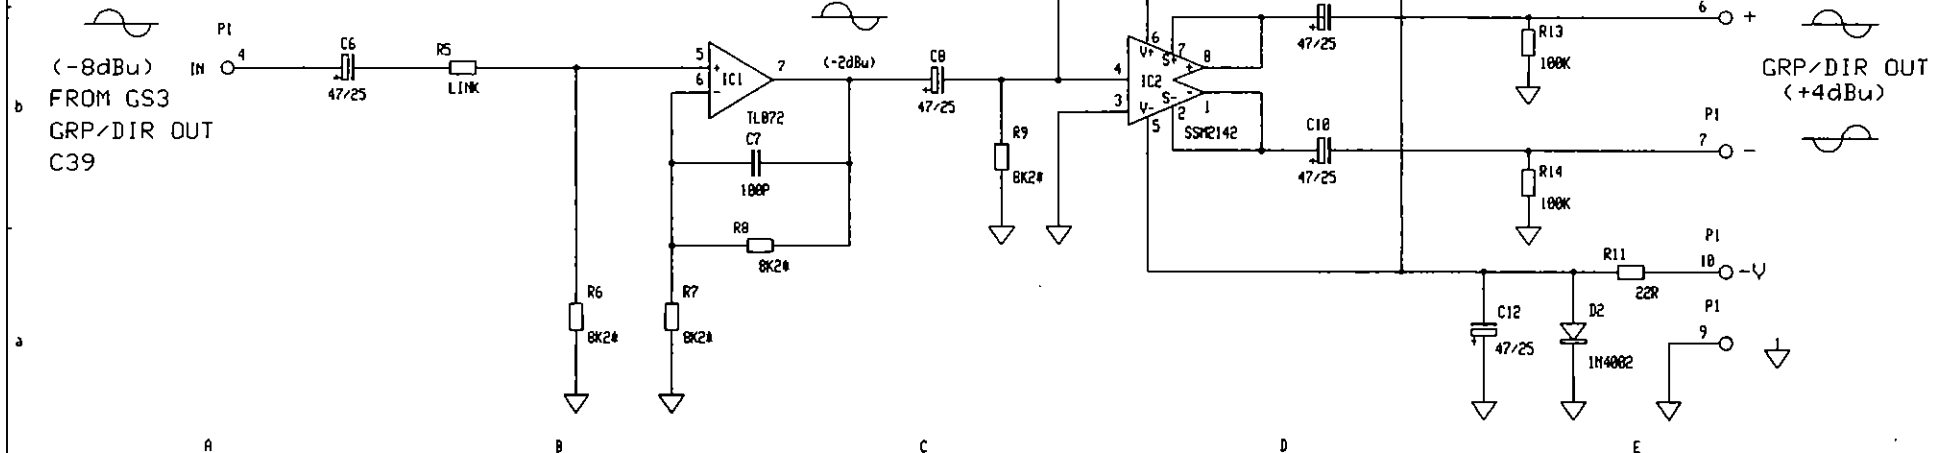 6
+
47/25
R13
100K
GRP/DIR OUT
(+4dBu)
P1
4
IN
(-8dBu)
FROM GS3
GRP/DIR OUT
C39
C6
+
47/25
R5
LINK
5
+
6
-
IC1
7
TL072
(-2dBu)
C8
+
47/25
C7
100P
R8
8K2*
R9
8K2*
R6
8K2*
R7
8K2*
6
V+
7
S+
+
8
4
IC2
3
S-
-
1
V-
2
5
SSM2142
C10
+
47/25
P1
7
-
R14
100K
R11
22R
P1
10
-V
C12
+
47/25
D2
1N4002
P1
9
b
a
A
B
C
D
E